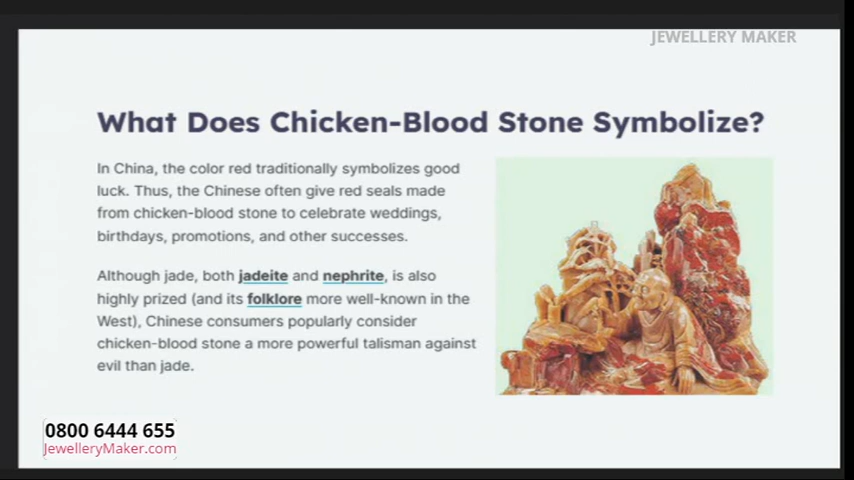 JEWELLERY MAKER
What Does Chicken-Blood Stone Symbolize?
In China, the color red traditionally symbolizes good
luck. Thus, the Chinese often give red seals made
from chicken-blood stone to celebrate weddings,
birthdays, promotions, and other successes.
Although jade, both jadeite and nephrite, is also
highly prized (and its folklore more well-known in the
West), Chinese consumers popularly consider
chicken-blood stone a more powerful talisman against
evil than jade.
0800 6444 655
JewelleryMaker.com